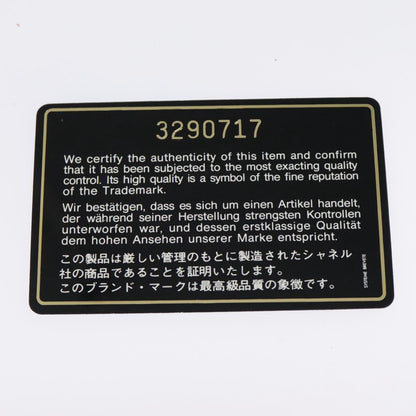 3290717
We certify the authenticity of this item and confirm
that it has been subjected to the most exacting quality
control. Its high quality is a symbol of the fine reputation
of the Trademark.
Wir bestätigen, dass es sich um einen Artikel handelt,
der während seiner Herstellung strengsten Kontrollen
unterworfen war, und dessen erstklassige Qualität
dem hohen Ansehen unserer Marke entspricht.
この製品は厳しい管理のもとに製造されたシャネル
社の商品であることを証明いたします。
このブランド・マークは最高級品質の象徴です。